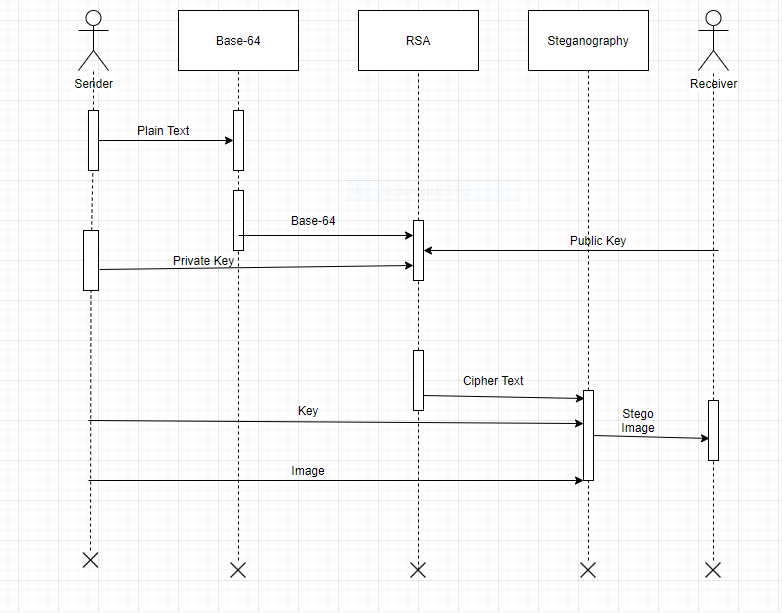 Base-64
RSA
Steganography
Sender
Receiver
Plain Text
Base-64
Public Key
Private Key
Cipher Text
Key
Stego
Image
Image